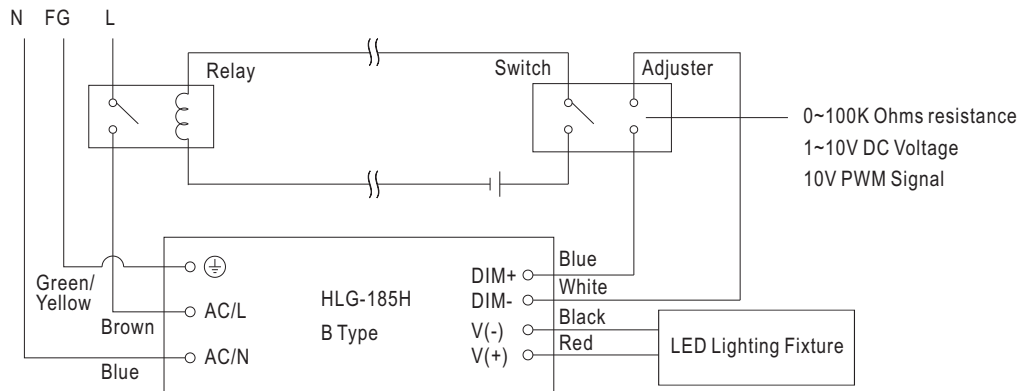 N FG L
Relay
Switch
Adjuster
0~100K Ohms resistance
1~10V DC Voltage
10V PWM Signal
Green/
Yellow
Brown
Blue
AC/L
AC/N
HLG-185H
B Type
DIM+
DIM-
V(-)
V(+)
Blue
White
Black
Red
LED Lighting Fixture